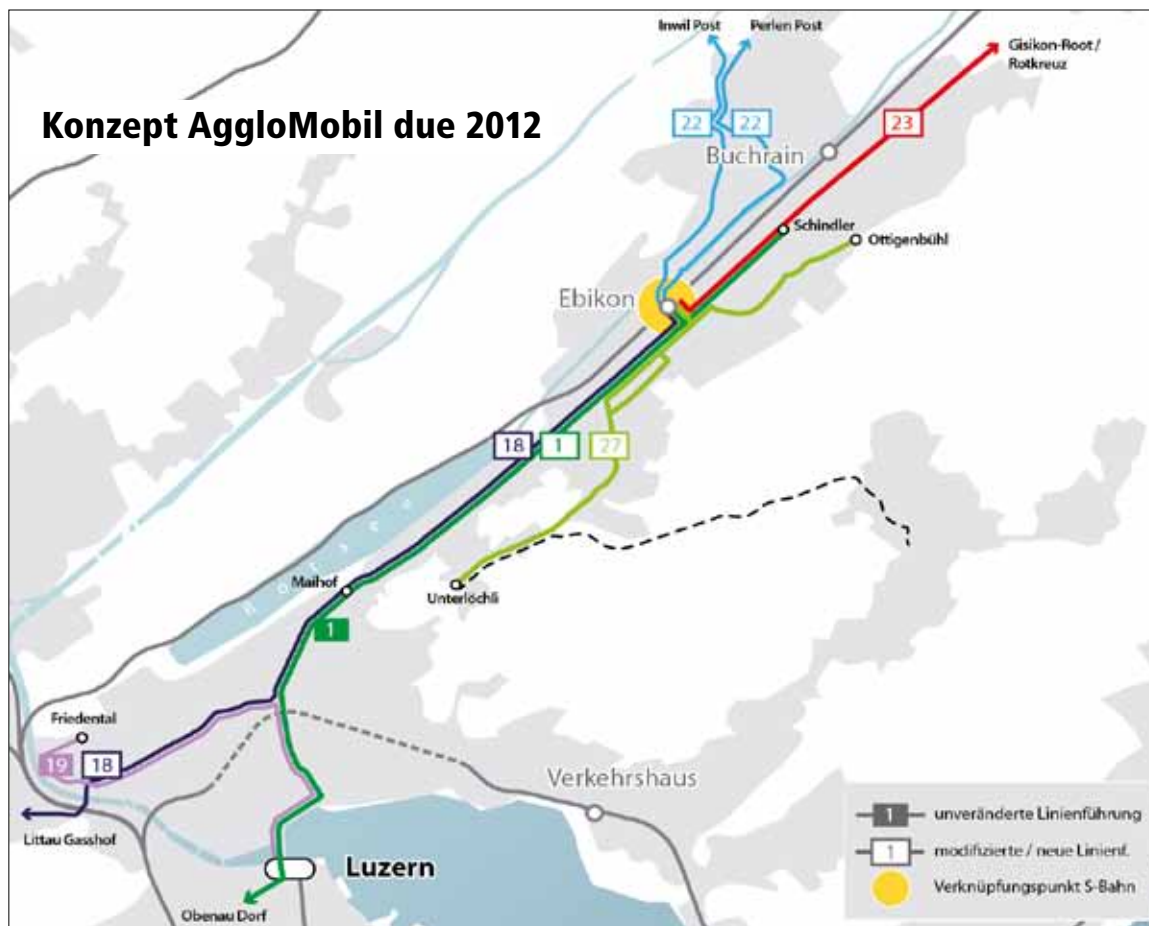 Inwil Post
Perlen Post
Gisikon-Root /
Rotkreuz
Konzept AggloMobil due 2012
22
22
23
Buchrain
Schindler
Ottigenbühl
Ebikon
18
1
27
Rotsee
Maihof
Unterlöchli
1
Friedental
19
18
Verkehrshaus
Littau Gasshof
Luzern
Obenau Dorf
1 unveränderte Linienführung
1 modifizierte / neue Linienf.
Verknüpfungspunkt S-Bahn